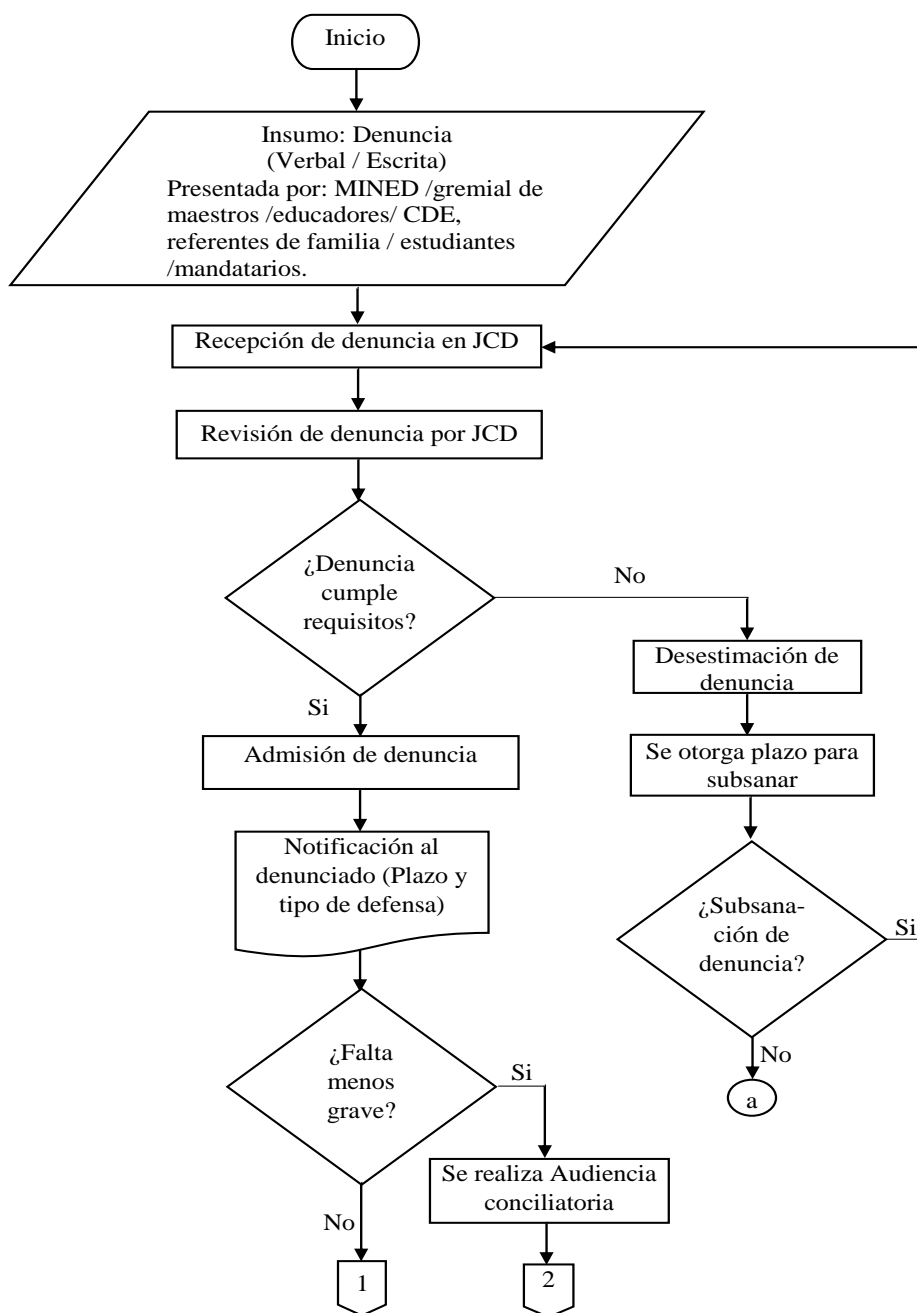 Inicio
Insumo: Denuncia
(Verbal / Escrita)
Presentada por: MINED /gremial de
maestros /educadores/ CDE,
referentes de familia / estudiantes
/mandatarios.
Recepción de denuncia en JCD
Revisión de denuncia por JCD
¿Denuncia
cumple
requisitos?
No
Si
Desestimación de
denuncia
Admisión de denuncia
Se otorga plazo para
subsanar
Notificación al
denunciado (Plazo y
tipo de defensa)
¿Subsana-
ción de
denuncia?
Si
No
a
¿Falta
menos
grave?
Si
Se realiza Audiencia
conciliatoria
No
1
2